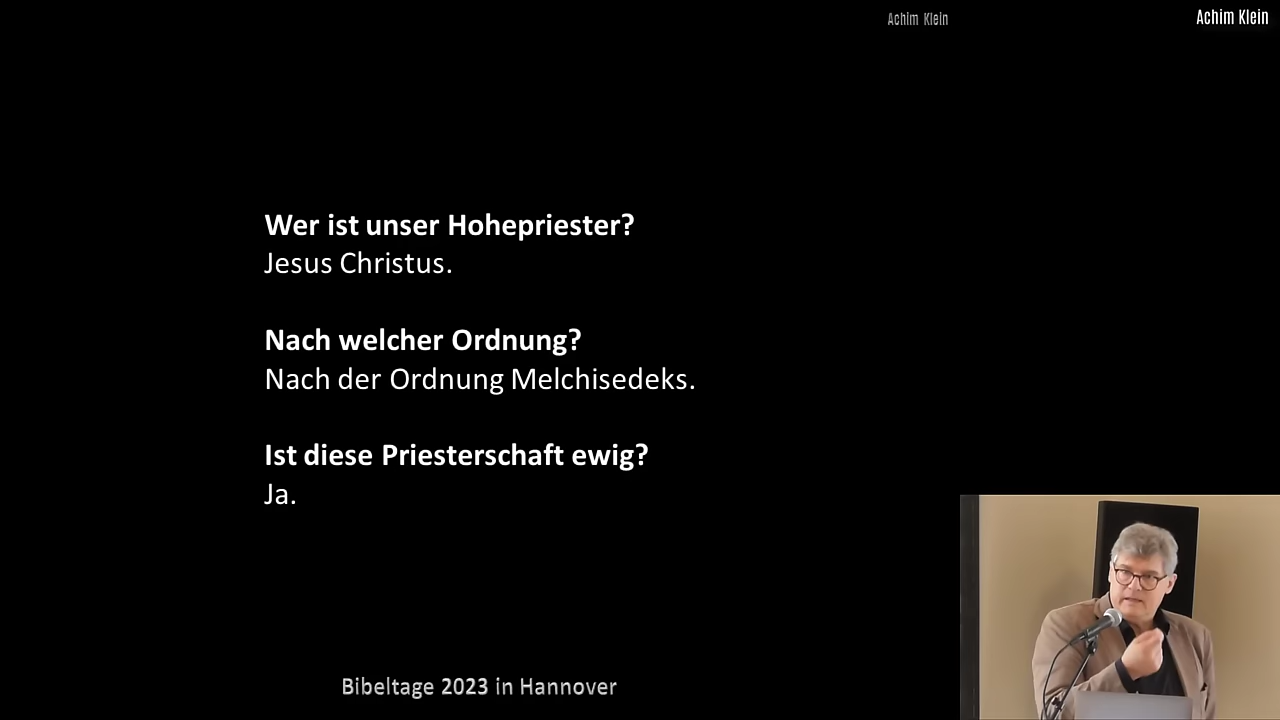 Achim Klein
Achim Klein
Wer ist unser Hohepriester?
Jesus Christus.
Nach welcher Ordnung?
Nach der Ordnung Melchisedeks.
Ist diese Priesterschaft ewig?
Ja.
Bibeltage 2023 in Hannover